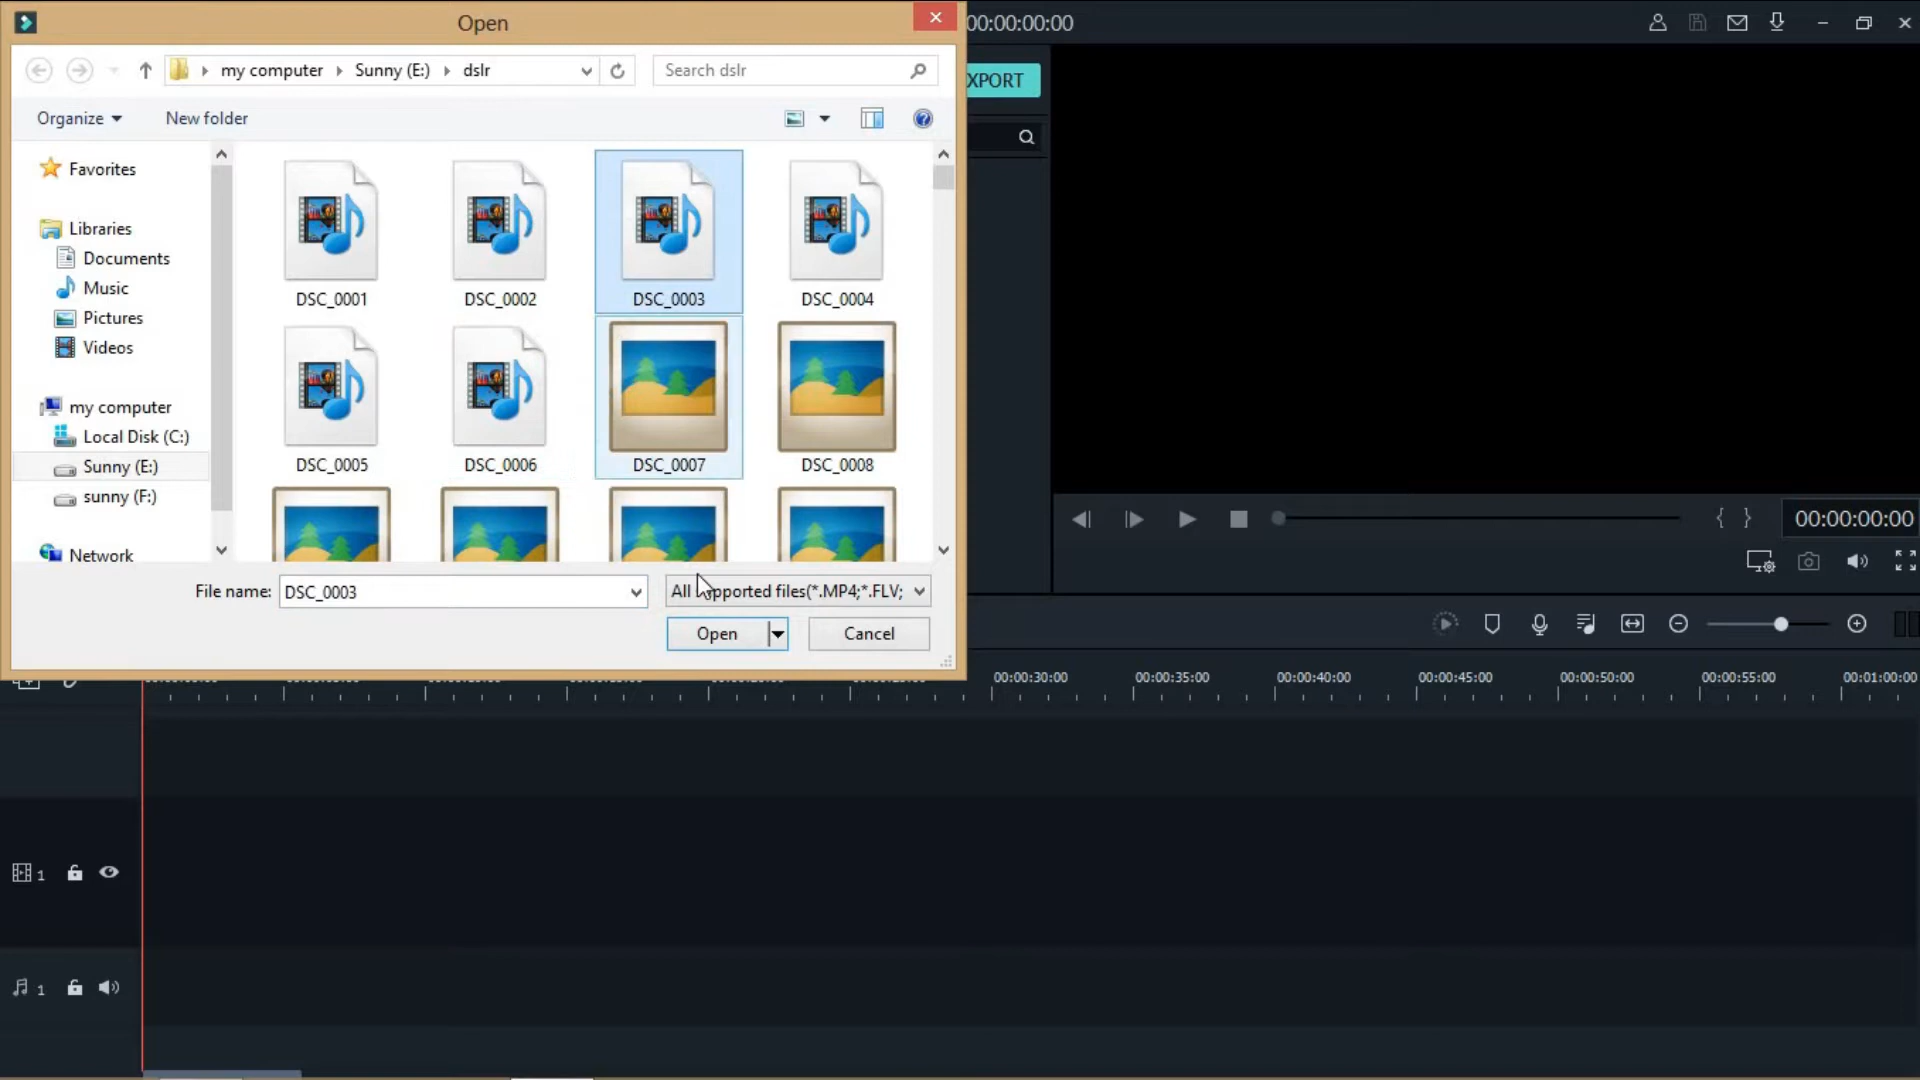 Open
00:00:00:00
my computer
Sunny (E:)
dslr
Search dslr
XPORT
Organize
New folder
Favorites
Libraries
Documents
Music
Pictures
Videos
my computer
Local Disk (C:)
Sunny (E:)
sunny (F:)
Network
DSC_0001
DSC_0002
DSC_0003
DSC_0004
DSC_0005
DSC_0006
DSC_0007
DSC_0008
{ }
00:00:00:00
File name:
DSC_0003
All supported files(*.MP4;*.FLV;
Open
Cancel
00:00:30:00
00:00:35:00
00:00:40:00
00:00:45:00
00:00:50:00
00:00:55:00
00:01:00:00
1
1